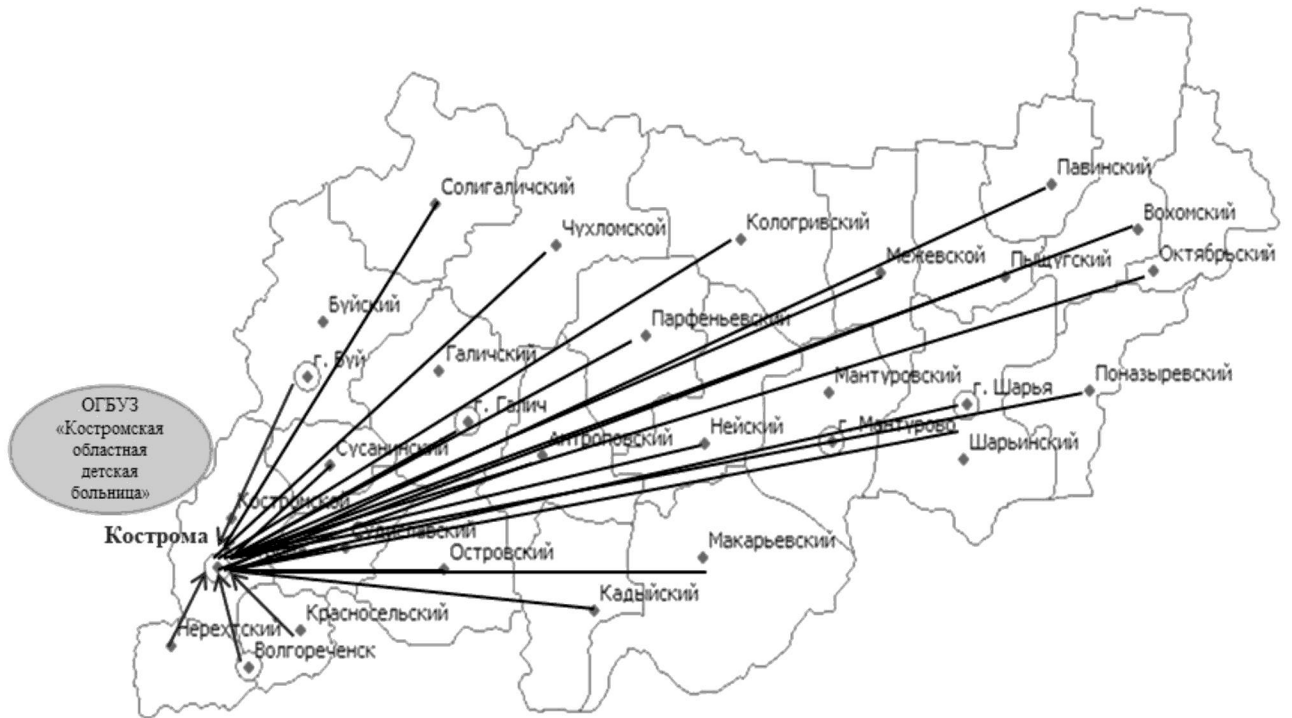 Павинский
Солигаличский
Вохомский
Чухломской
Кологривский
Межевской
Пыщугский
Октябрьский
Буйский
Парфеньевский
Галичский
г. Буй
Мантуровский
г. Шарья
Поназыревский
ОГБУЗ
«Костромская
областная
детская
больница»
г. Галич
г. Мантурово
Сусанинский
Антроповский
Нейский
Шарьинский
Костромской
Кострома
Судиславский
Островский
Макарьевский
Кадыйский
Красносельский
Нерехтский
Волгореченск